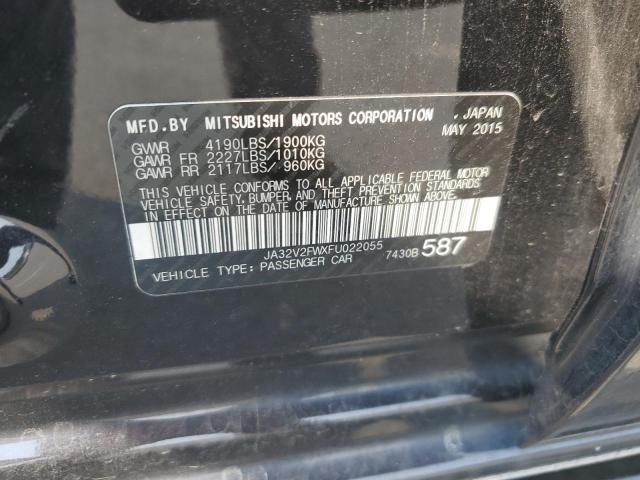 MFD.BY MITSUBISHI MOTORS CORPORATION , JAPAN
MAY 2015
GVWR 4190LBS/1900KG
GAWR FR 2227LBS/1010KG
GAWR RR 2117LBS/ 960KG
THIS VEHICLE CONFORMS TO ALL APPLICABLE FEDERAL MOTOR
VEHICLE SAFETY, BUMPER, AND THEFT PREVENTION STANDARDS
IN EFFECT ON THE DATE OF MANUFACTURE SHOWN ABOVE.
JA32V2FWXFU022055
VEHICLE TYPE: PASSENGER CAR 7430B 587